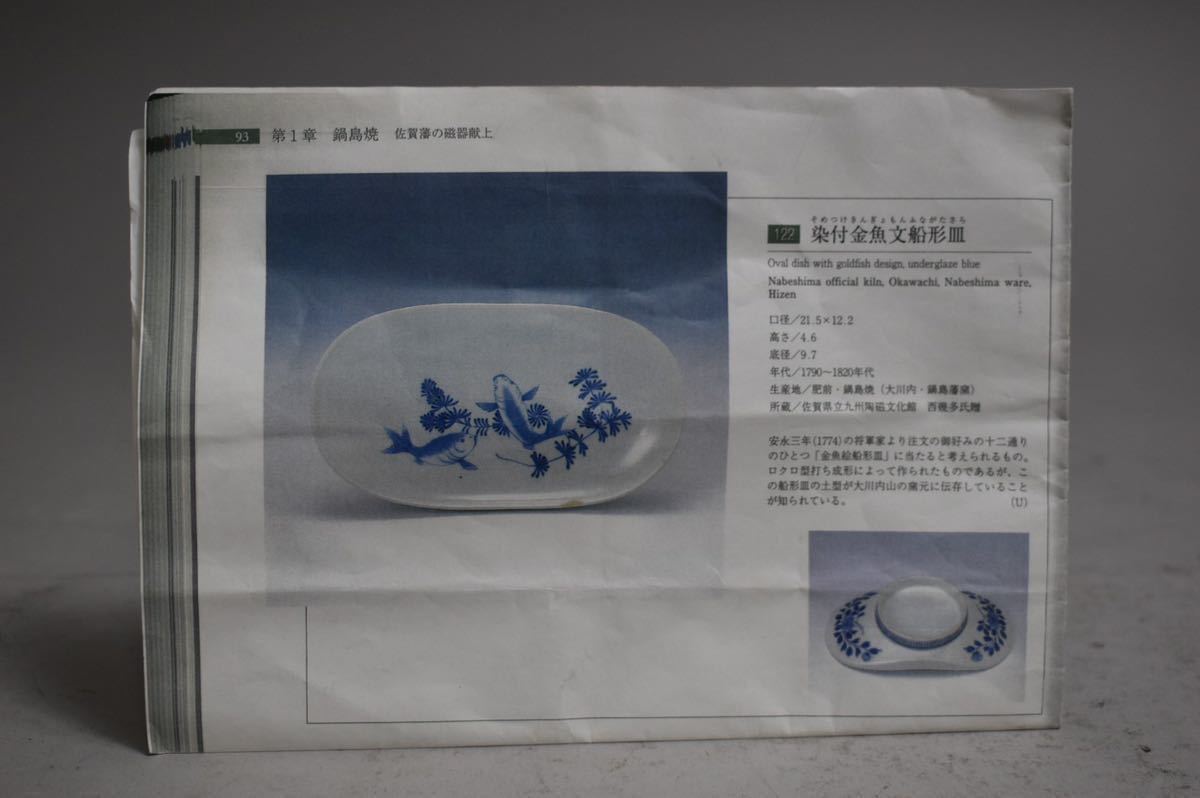 93 第1章 鍋島焼 佐賀藩の磁器献上
そめつけきんぎょもんふながたさら
122 染付金魚文船形皿
Oval dish with goldfish design, underglaze blue
Nabeshima official kiln, Okawachi, Nabeshima ware,
Hizen
口径/21.5×12.2
高さ/4.6
底径/9.7
年代/1790～1820年代
生産地/肥前・鍋島焼（大川内・鍋島藩窯）
所蔵/佐賀県立九州陶磁文化館 西幾多氏贈
安永三年(1774)の将軍家より注文の御好みの十二通り
のひとつ「金魚絵船形皿」に当たると考えられるもの。
ロクロ型打ち成形によって作られたものであるが、こ
の船形皿の土型が大川内山の窯元に伝存していること
が知られている。 (U)